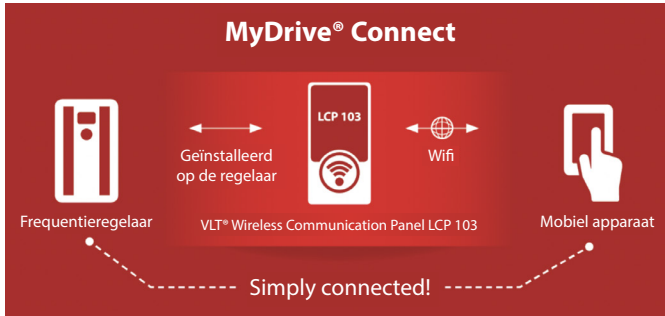 MyDrive® Connect
LCP 103
Geïnstalleerd
op de regelaar
Wifi
Frequentieregelaar
VLT® Wireless Communication Panel LCP 103
Mobiel apparaat
Simply connected!